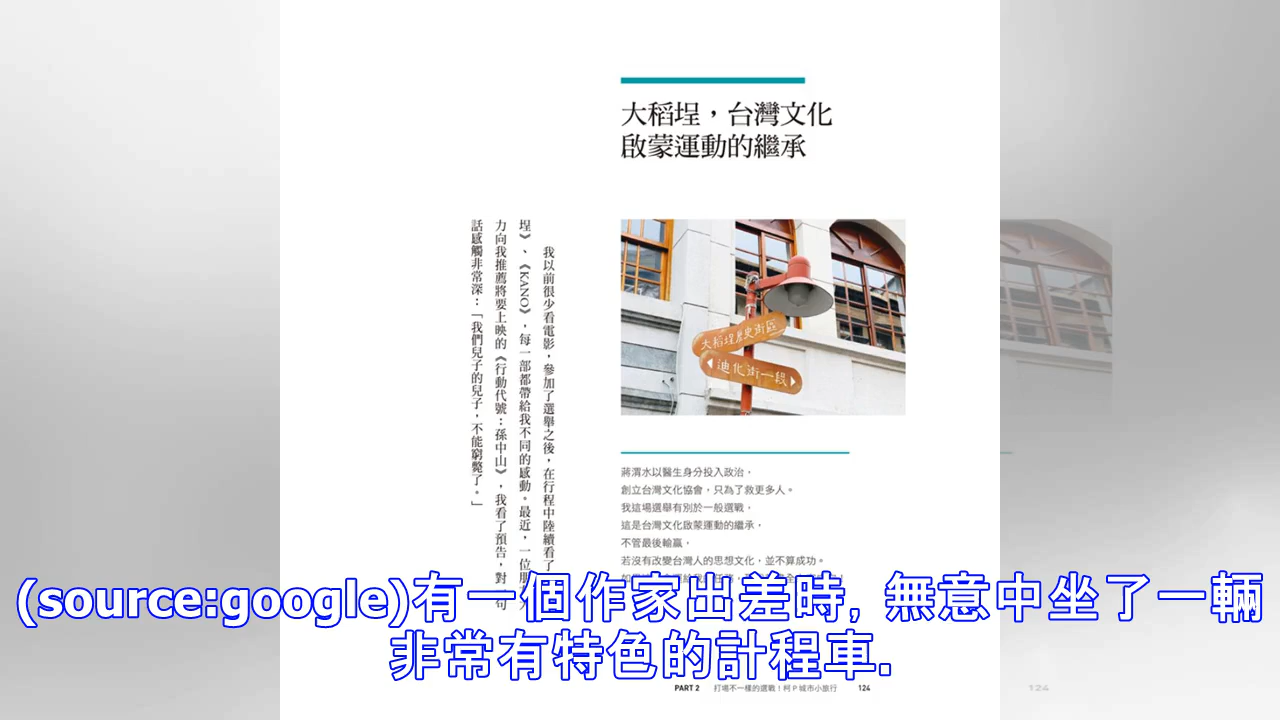 大稻埕，台灣文化
啟蒙運動的繼承
大稻埕歷史街區
迪化街一段
蔣渭水以醫生身分投入政治，
創立台灣文化協會，只為了救更多人。
我這場選舉有別於一般選戰，
這是台灣文化啟蒙運動的繼承，
不管最後輸贏，
若沒有改變台灣人的思想文化，並不算成功。
我以前很少看電影，參加了選舉之後，在行程中陸續看了
埕》、《KANO》，每一部都帶給我不同的感動。最近，一位朋
力向我推薦將要上映的《行動代號：孫中山》，我看了預告，對
話感觸非常深：「我們兒子的兒子，不能窮斃了。」
(source:google)有一個作家出差時, 無意中坐了一輛
非常有特色的計程車.
PART 2 打場不一樣的選戰！柯P城市小旅行 124
124